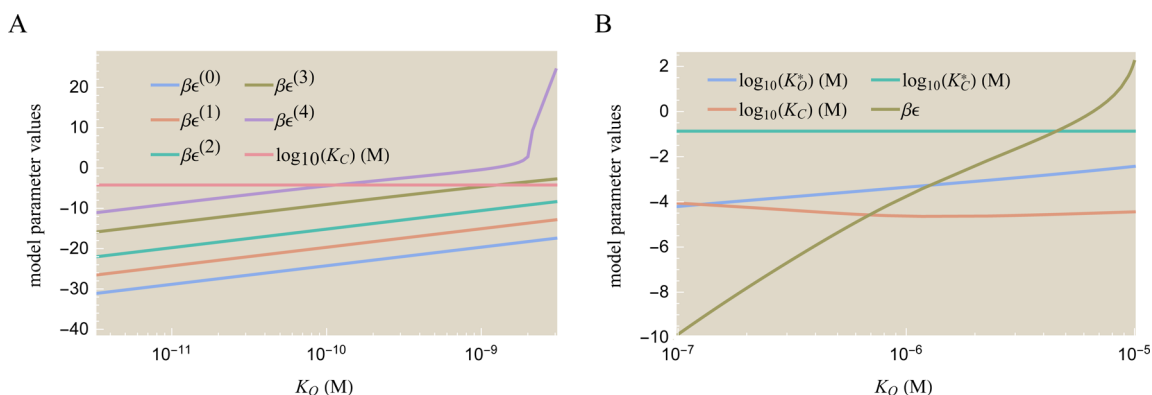 A
model parameter values
20
10
0
−10
−20
−30
−40
βϵ(0)
βϵ(3)
βϵ(1)
βϵ(4)
βϵ(2)
log10(KC) (M)
10−11
10−10
10−9
KO (M)
B
model parameter values
2
0
−2
−4
−6
−8
−10
log10(K*O) (M)
log10(K*C) (M)
log10(KC) (M)
βϵ
10−7
10−6
10−5
KO (M)